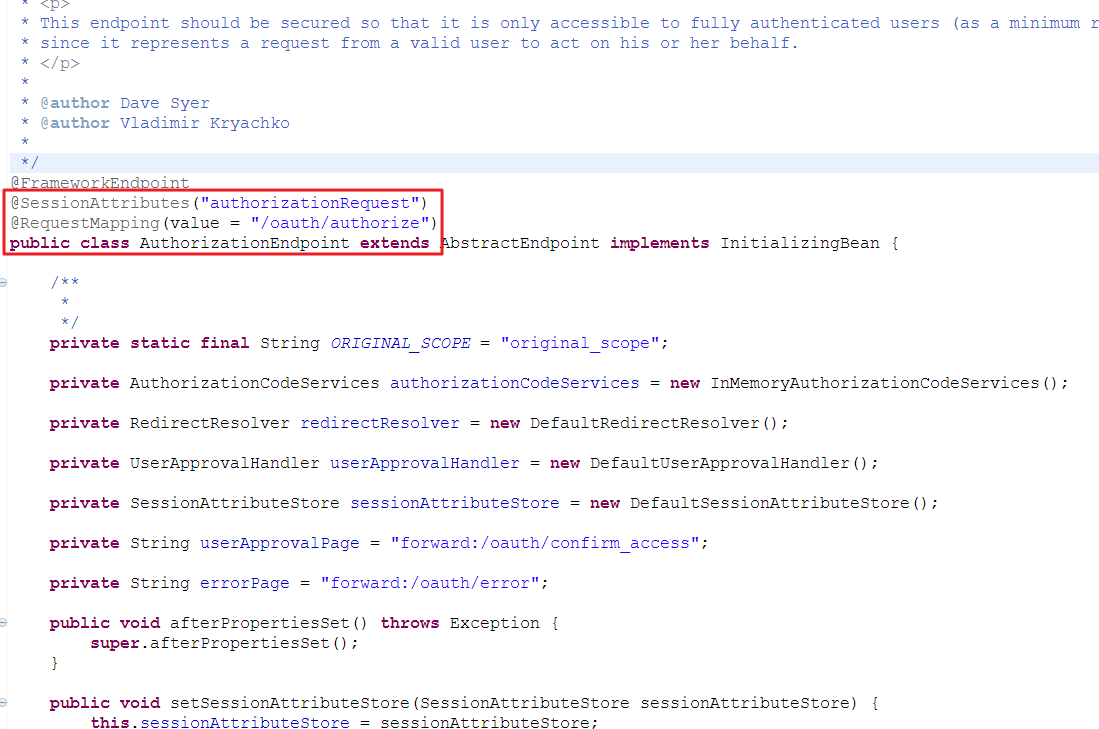 * <p>
* This endpoint should be secured so that it is only accessible to fully authenticated users (as a minimum
* since it represents a request from a valid user to act on his or her behalf.
* </p>
*
* @author Dave Syer
* @author Vladimir Kryachko
*
*/
@FrameworkEndpoint
@SessionAttributes("authorizationRequest")
@RequestMapping(value = "/oauth/authorize")
public class AuthorizationEndpoint extends AbstractEndpoint implements InitializingBean {
/**
*
*/
private static final String ORIGINAL_SCOPE = "original_scope";
private AuthorizationCodeServices authorizationCodeServices = new InMemoryAuthorizationCodeServices();
private RedirectResolver redirectResolver = new DefaultRedirectResolver();
private UserApprovalHandler userApprovalHandler = new DefaultUserApprovalHandler();
private SessionAttributeStore sessionAttributeStore = new DefaultSessionAttributeStore();
private String userApprovalPage = "forward:/oauth/confirm_access";
private String errorPage = "forward:/oauth/error";
public void afterPropertiesSet() throws Exception {
super.afterPropertiesSet();
}
public void setSessionAttributeStore(SessionAttributeStore sessionAttributeStore) {
this.sessionAttributeStore = sessionAttributeStore;